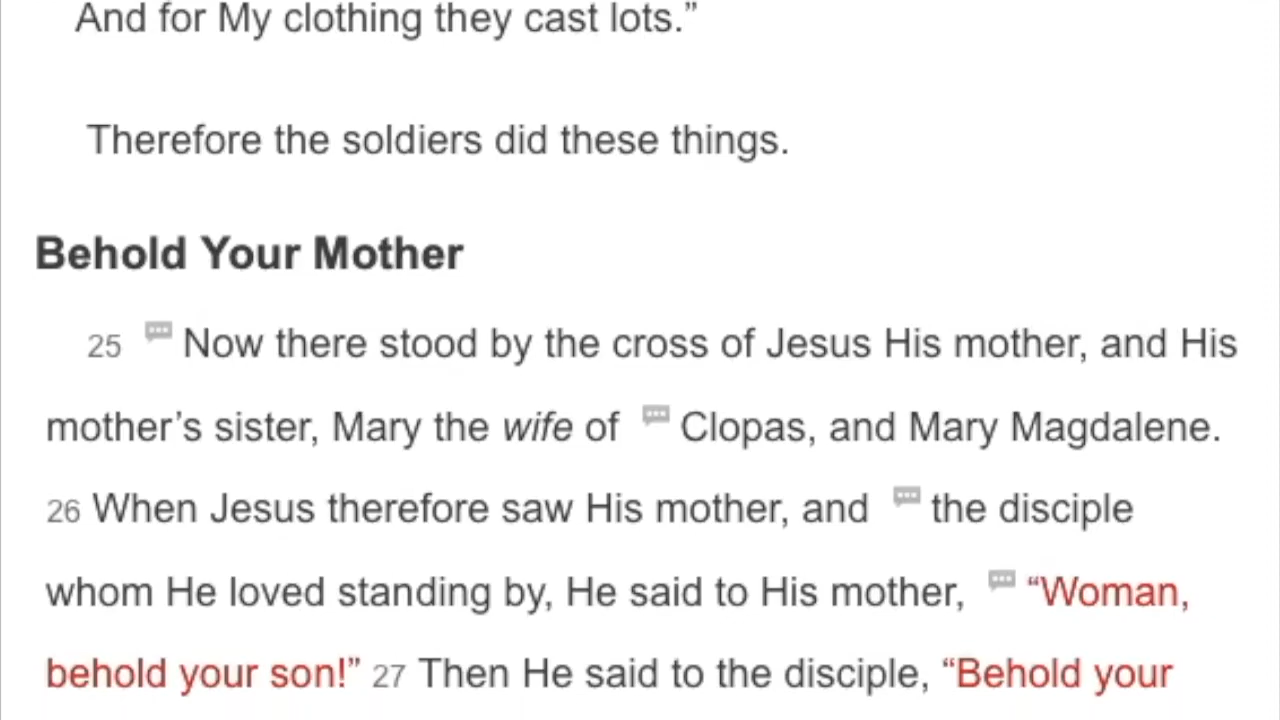 And for My clothing they cast lots.”
Therefore the soldiers did these things.
Behold Your Mother
25 Now there stood by the cross of Jesus His mother, and His
mother’s sister, Mary the wife of Clopas, and Mary Magdalene.
26 When Jesus therefore saw His mother, and the disciple
whom He loved standing by, He said to His mother, “Woman,
behold your son!” 27 Then He said to the disciple, “Behold your